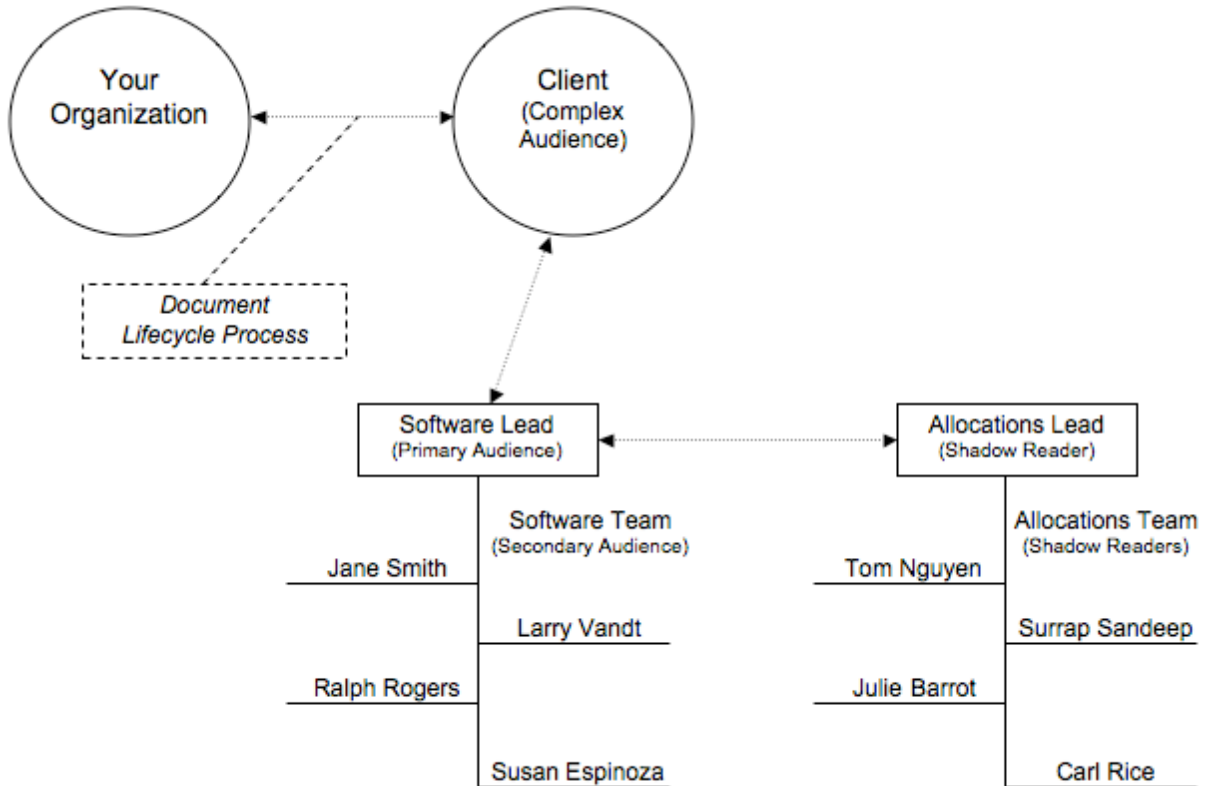 Your
Organization
Client
(Complex
Audience)
Document
Lifecycle Process
Software Lead
(Primary Audience)
Allocations Lead
(Shadow Reader)
Software Team
(Secondary Audience)
Allocations Team
(Shadow Readers)
Jane Smith
Tom Nguyen
Larry Vandt
Surrap Sandeep
Ralph Rogers
Julie Barrot
Susan Espinoza
Carl Rice